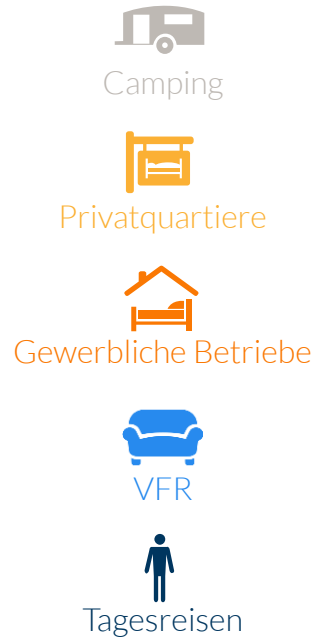 Camping
Privatquartiere
Gewerbliche Betriebe
VFR
Tagesreisen